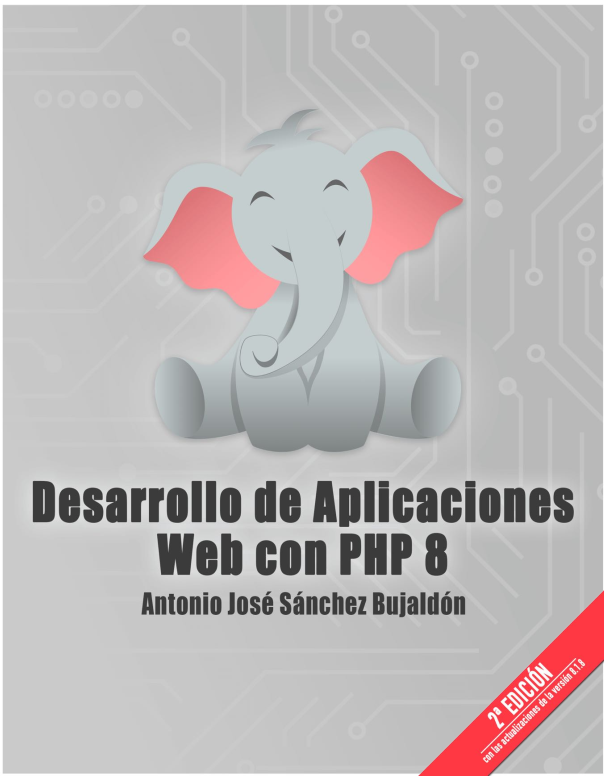 Desarrollo de Aplicaciones
Web con PHP 8
Antonio José Sánchez Bujaldón
2ª EDICIÓN
con las actualizaciones de la versión 8.1.8